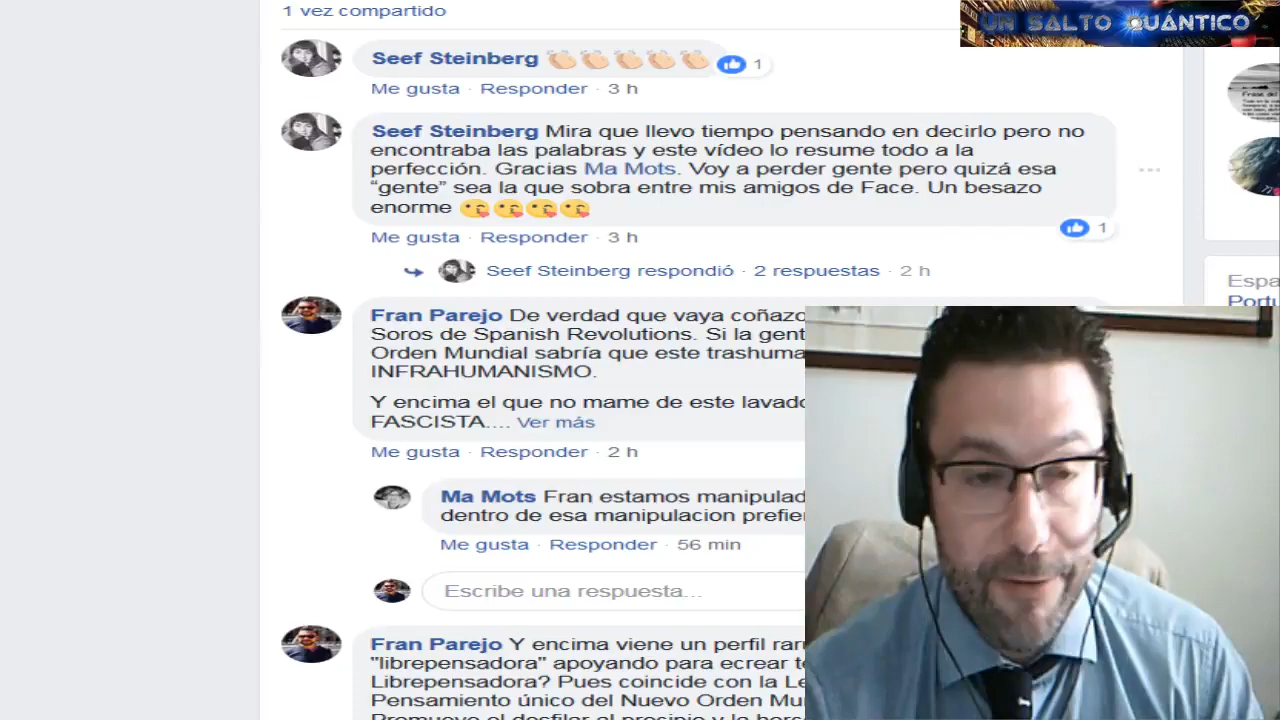 1 vez compartido
UN SALTO QUÁNTICO
Seef Steinberg
1
Me gusta · Responder · 3 h
Seef Steinberg Mira que llevo tiempo pensando en decirlo pero no
encontraba las palabras y este vídeo lo resume todo a la
perfección. Gracias Ma Mots. Voy a perder gente pero quizá esa
“gente” sea la que sobra entre mis amigos de Face. Un besazo
enorme
1
Me gusta · Responder · 3 h
Seef Steinberg respondió · 2 respuestas · 2 h
Espa
Portu
Fran Parejo De verdad que vaya coñazo
Soros de Spanish Revolutions. Si la gent
Orden Mundial sabría que este trashuma
INFRAHUMANISMO.
Y encima el que no mame de este lavado
FASCISTA.... Ver más
Me gusta · Responder · 2 h
Ma Mots Fran estamos manipulad
dentro de esa manipulacion prefie
Me gusta · Responder · 56 min
Escribe una respuesta...
Fran Parejo Y encima viene un perfil raru
"librepensadora" apoyando para ecrear te
Librepensadora? Pues coincide con la Le
Pensamiento único del Nuevo Orden Mu